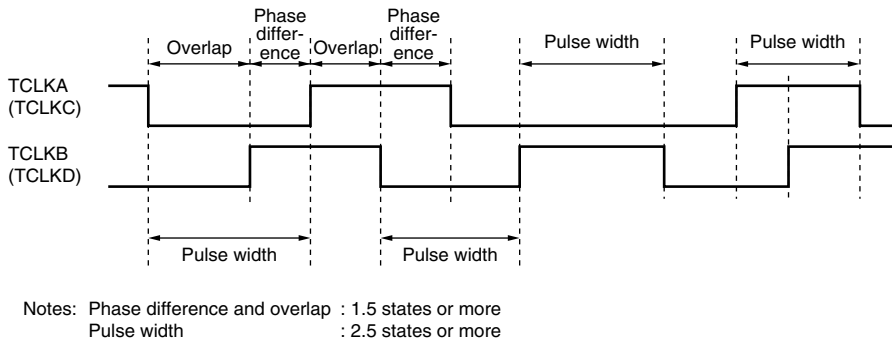 Phase
differ-
ence
Phase
differ-
ence
Overlap
Overlap
Pulse width
Pulse width
TCLKA
(TCLKC)
TCLKB
(TCLKD)
Pulse width
Pulse width
Notes: Phase difference and overlap : 1.5 states or more
Pulse width : 2.5 states or more